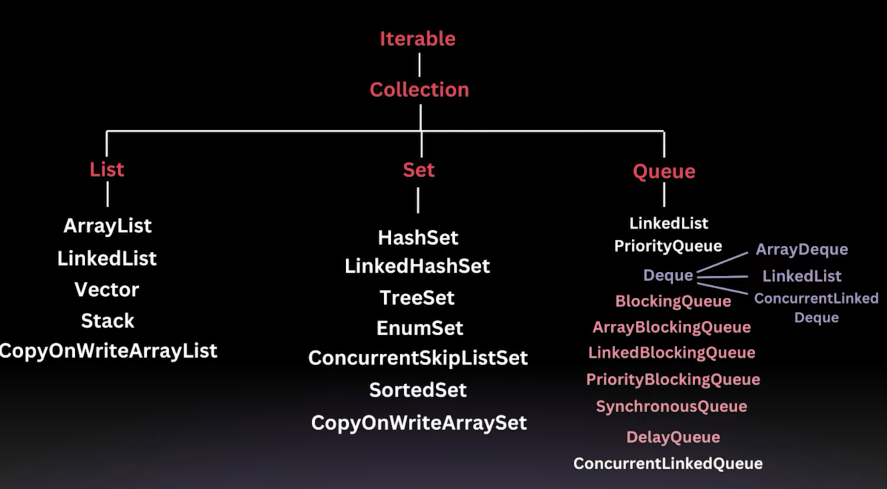 Iterable
Collection
List
Set
Queue
ArrayList
LinkedList
Vector
Stack
CopyOnWriteArrayList
HashSet
LinkedHashSet
TreeSet
EnumSet
ConcurrentSkipListSet
SortedSet
CopyOnWriteArraySet
LinkedList
PriorityQueue
Deque
ArrayDeque
LinkedList
ConcurrentLinked
Deque
BlockingQueue
ArrayBlockingQueue
LinkedBlockingQueue
PriorityBlockingQueue
SynchronousQueue
DelayQueue
ConcurrentLinkedQueue